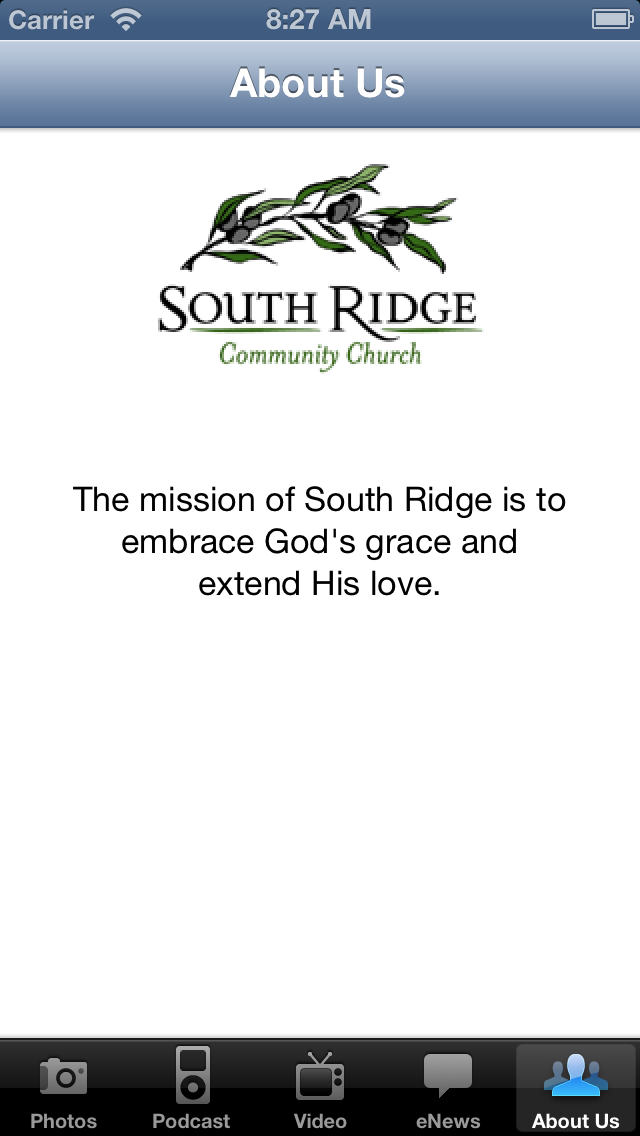 Carrier 8:27 AM
About Us
SOUTH RIDGE
Community Church
The mission of South Ridge is to
embrace God's grace and
extend His love.
Photos Podcast Video eNews About Us